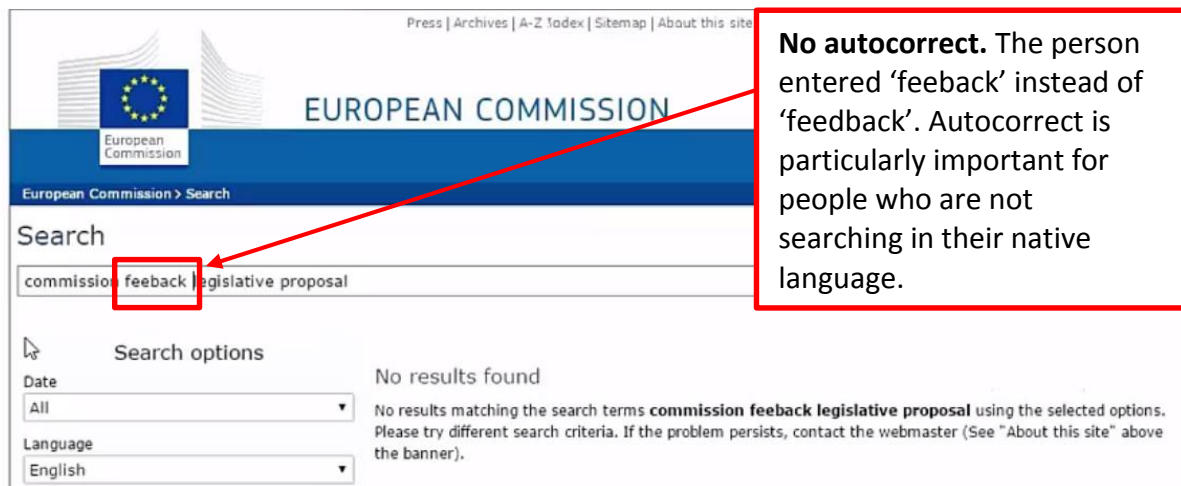 Press | Archives | A-Z Index | Sitemap | About this site
EUROPEAN COMMISSION
European
Commission
European Commission > Search
Search
commission feeback legislative proposal
Search options
Date
All
Language
English
No results found
No results matching the search terms commission feeback legislative proposal using the selected options.
Please try different search criteria. If the problem persists, contact the webmaster (See "About this site" above
the banner).
No autocorrect. The person
entered ‘feeback’ instead of
‘feedback’. Autocorrect is
particularly important for
people who are not
searching in their native
language.